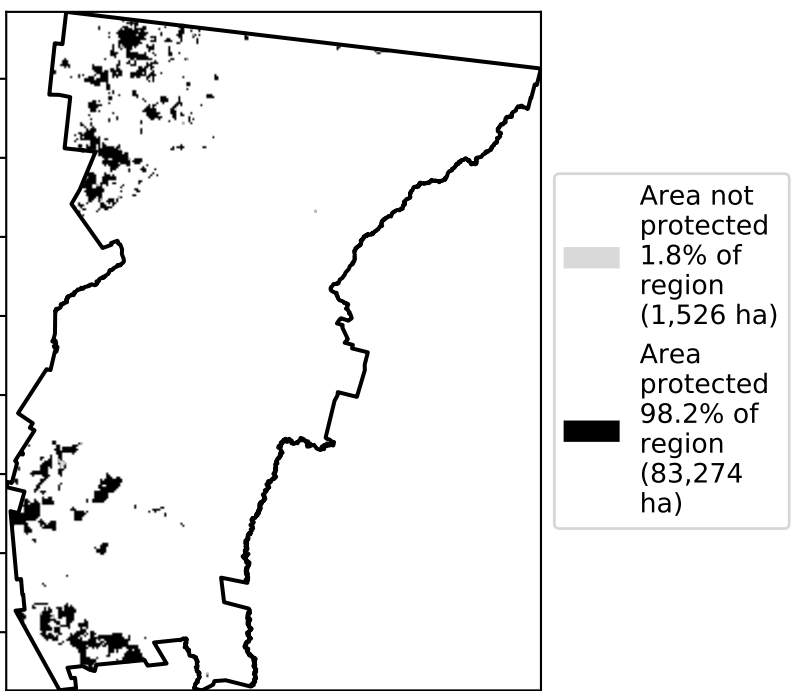 Area not
protected
1.8% of
region
(1,526 ha)
Area
protected
98.2% of
region
(83,274
ha)